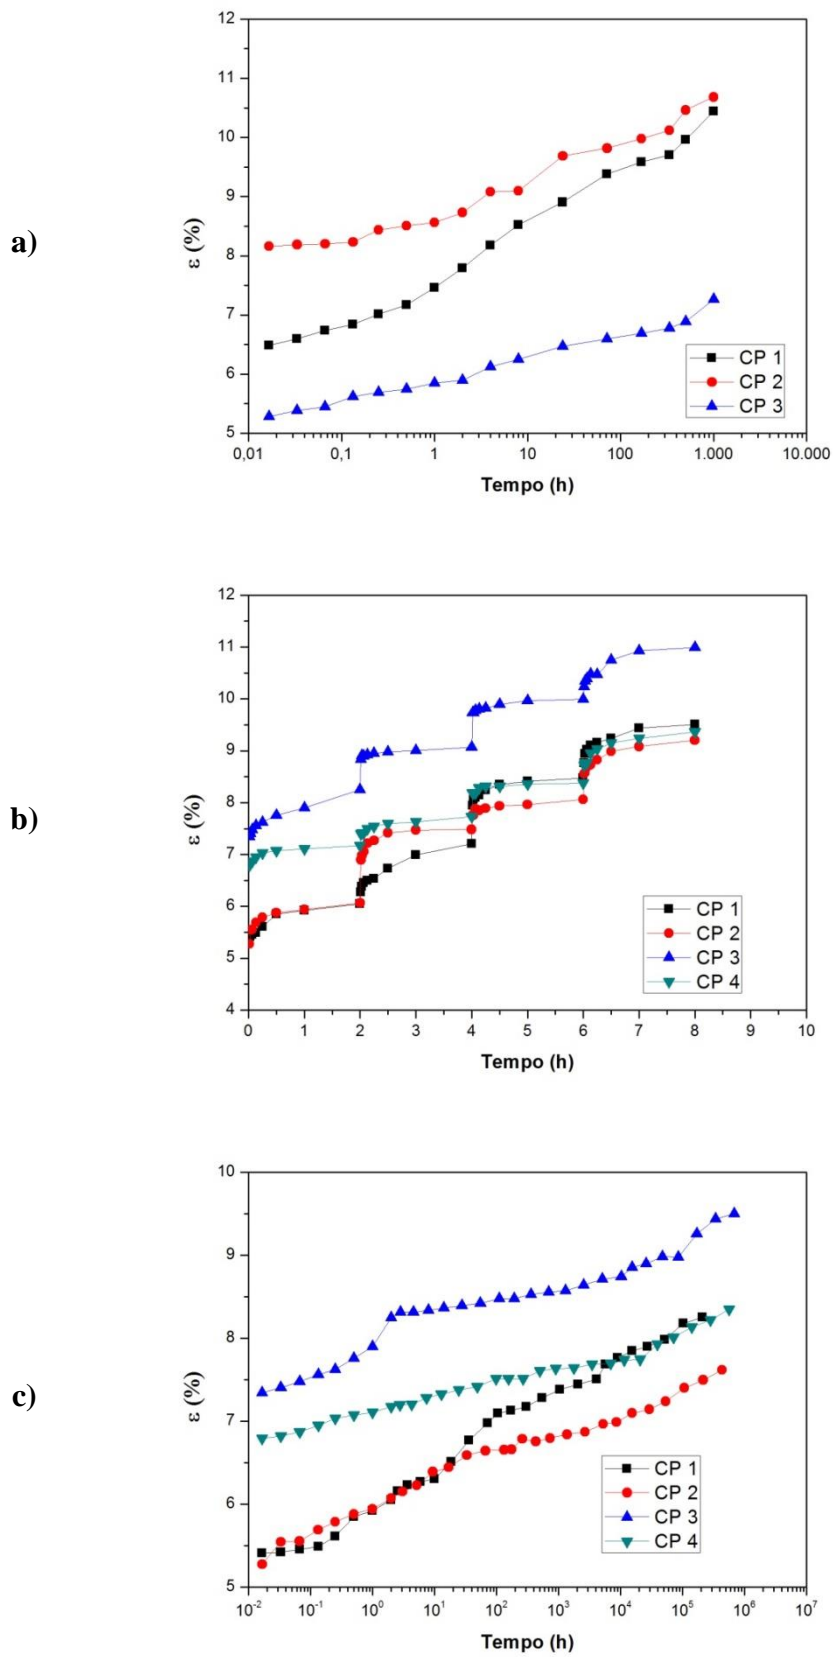 12
11
10
9
8
7
6
5
ε (%)
a)
CP 1
CP 2
CP 3
0,01 0,1 1 10 100 1.000 10.000
Tempo (h)
12
11
10
9
8
7
6
5
4
ε (%)
b)
CP 1
CP 2
CP 3
CP 4
0 1 2 3 4 5 6 7 8 9 10
Tempo (h)
10
9
8
7
6
5
ε (%)
c)
CP 1
CP 2
CP 3
CP 4
10⁻² 10⁻¹ 10⁰ 10¹ 10² 10³ 10⁴ 10⁵ 10⁶ 10⁷
Tempo (h)